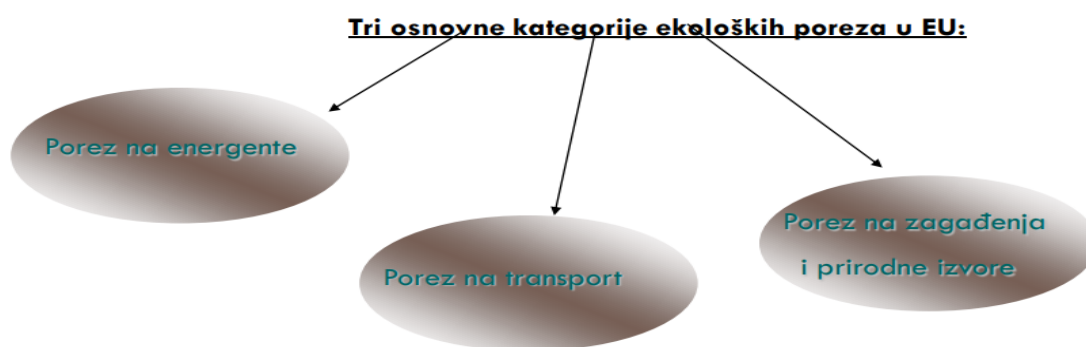 Tri osnovne kategorije ekoloških poreza u EU:
Porez na energente
Porez na transport
Porez na zagađenja
i prirodne izvore